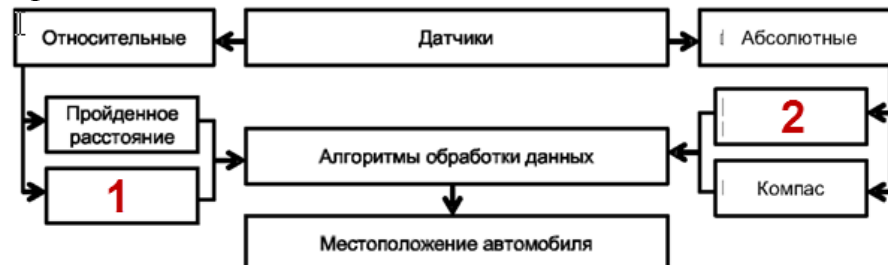 Относительные
Датчики
Абсолютные
Пройденное
расстояние
2
Алгоритмы обработки данных
1
Компас
Местоположение автомобиля